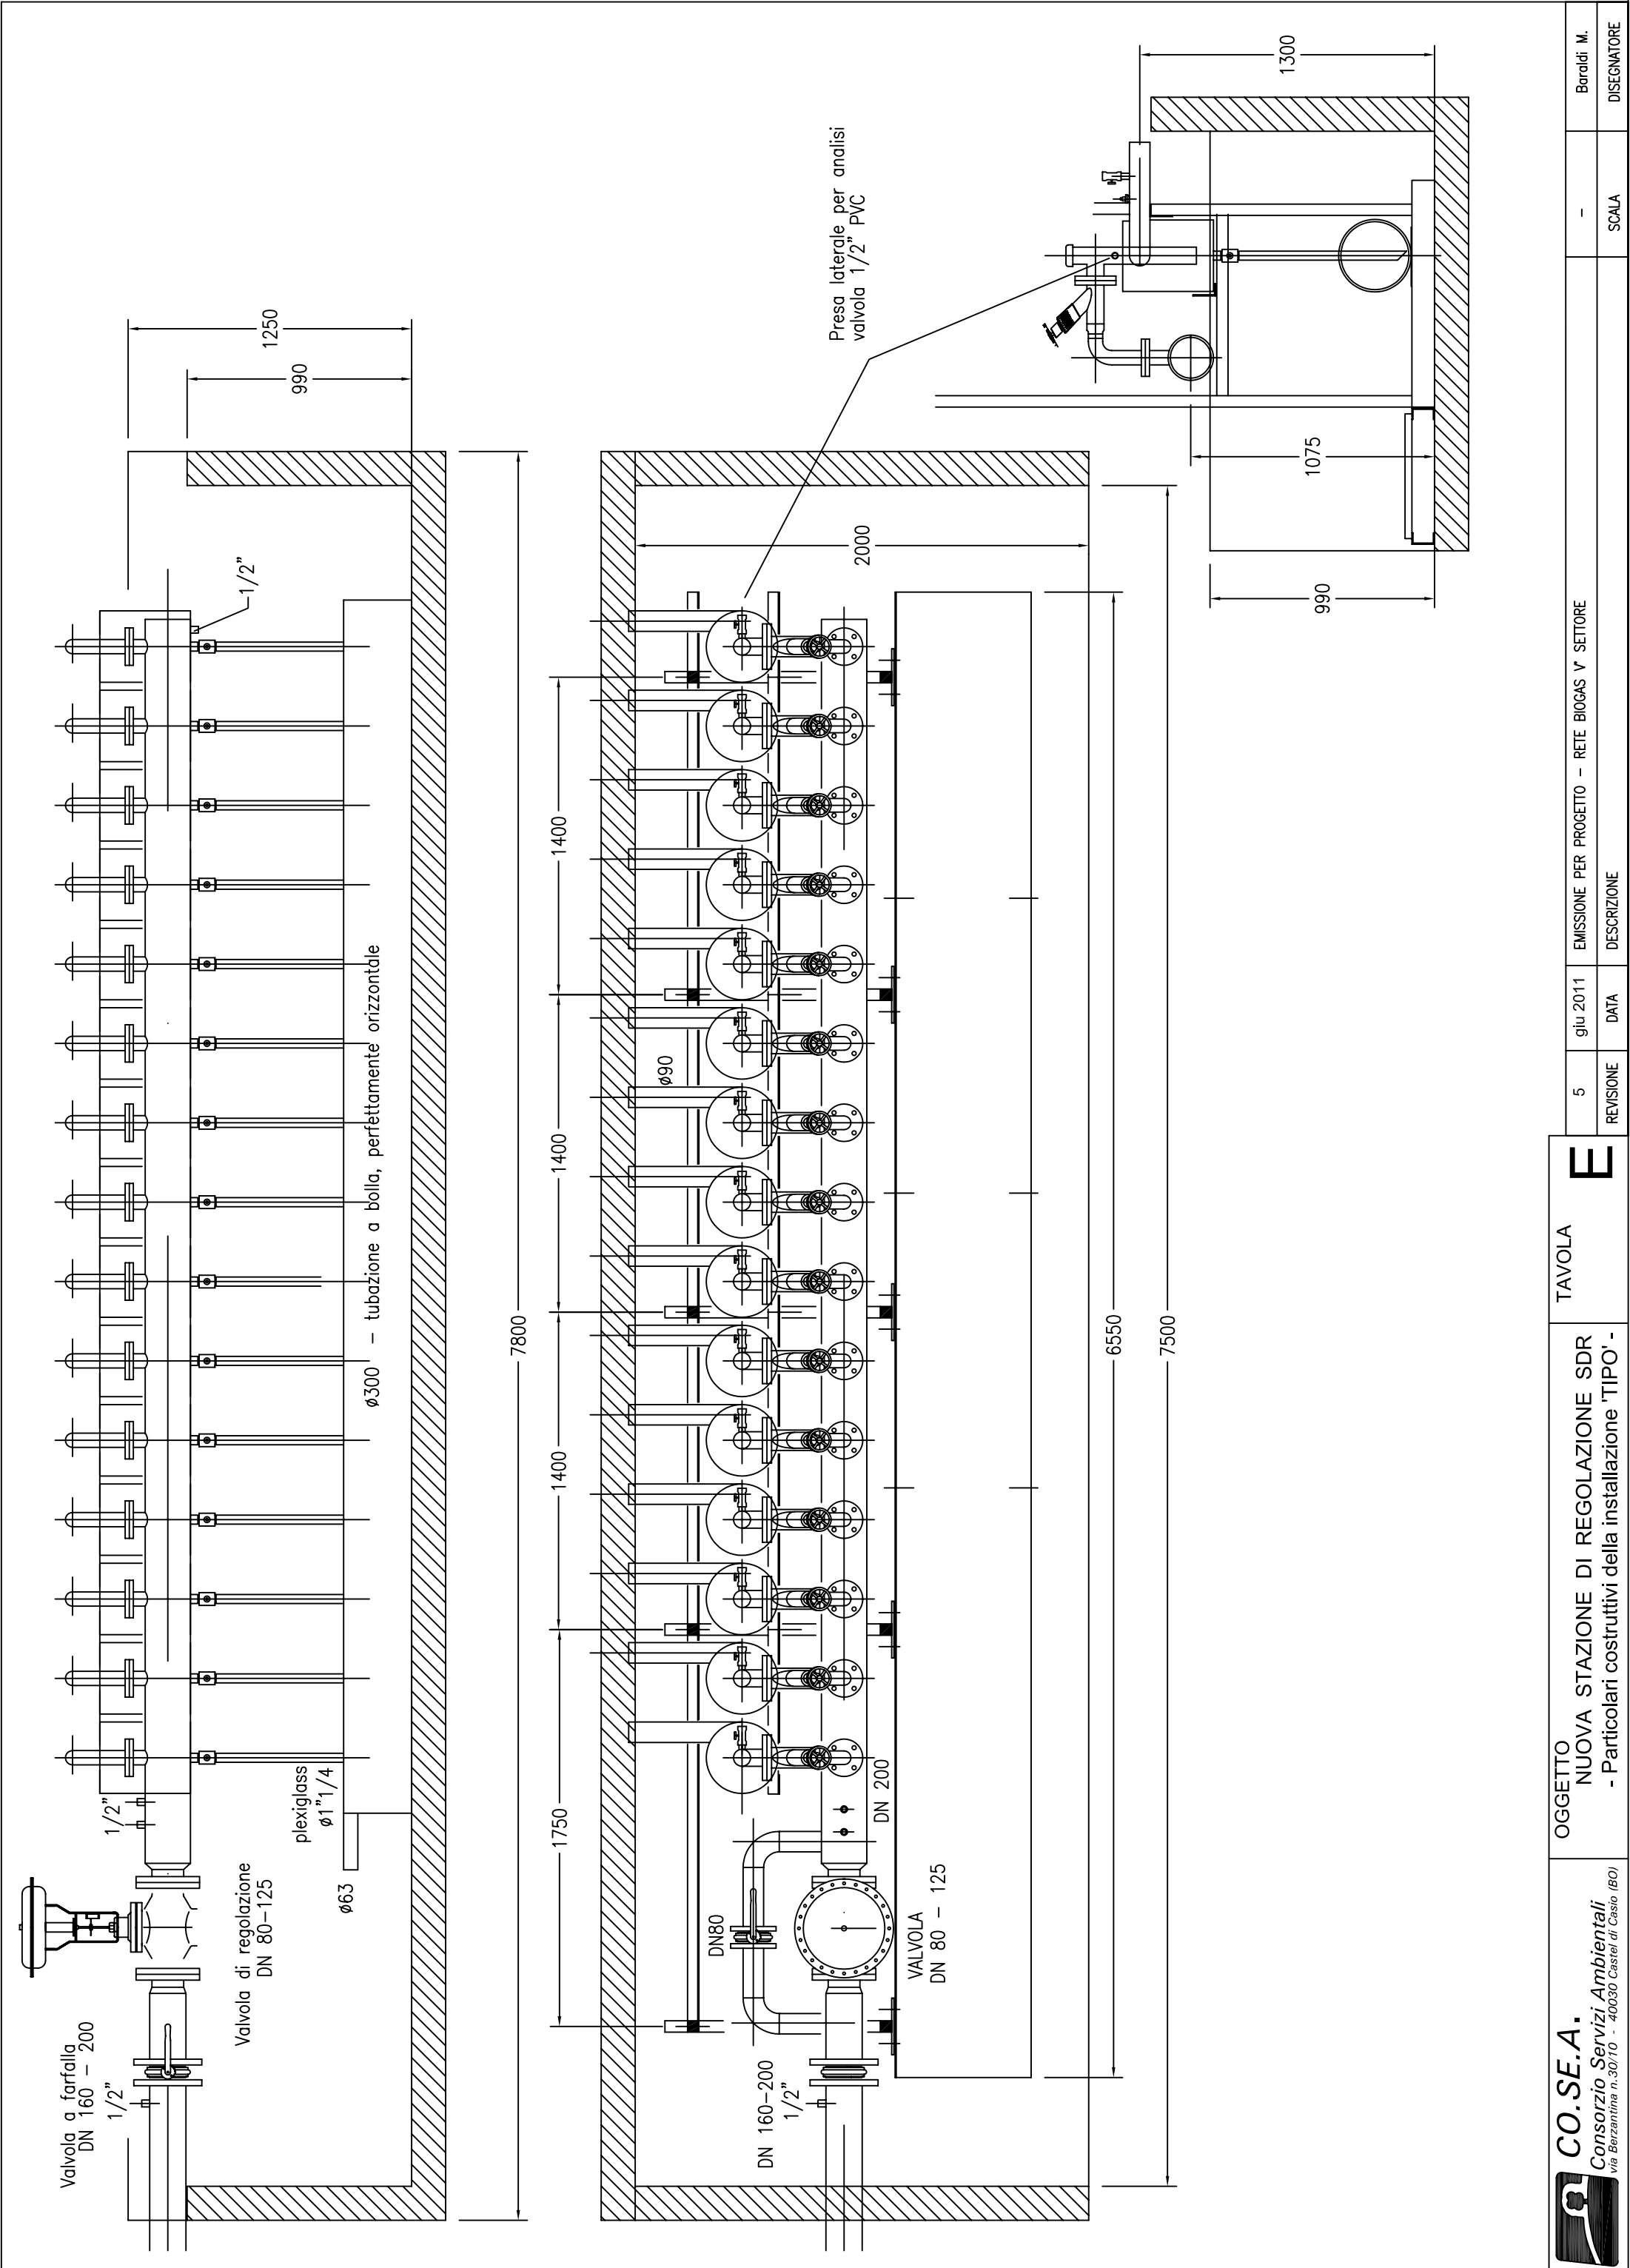 Valvola a farfalla
DN 160 - 200
1/2"
Valvola di regolazione
DN 80-125
1/2"
plexiglass
ø1"1/4
ø63
ø300 - tubazione a bolla, perfettamente orizzontale
1/2"
990
1250
7800
1750
1400
1400
1400
1400
DN 160-200
1/2"
DN80
VALVOLA
DN 80 - 125
DN 200
ø90
2000
6550
7500
Presa laterale per analisi
valvola 1/2" PVC
990
1075
1300
CO.SE.A.
Consorzio Servizi Ambientali
via Berzantina n.30/10 - 40030 Castel di Casio (BO)
OGGETTO
NUOVA STAZIONE DI REGOLAZIONE SDR
- Particolari costruttivi della installazione 'TIPO' -
TAVOLA
E
5
giu 2011
EMISSIONE PER PROGETTO - RETE BIOGAS V° SETTORE
-
Baraldi M.
REVISIONE
DATA
DESCRIZIONE
SCALA
DISEGNATORE